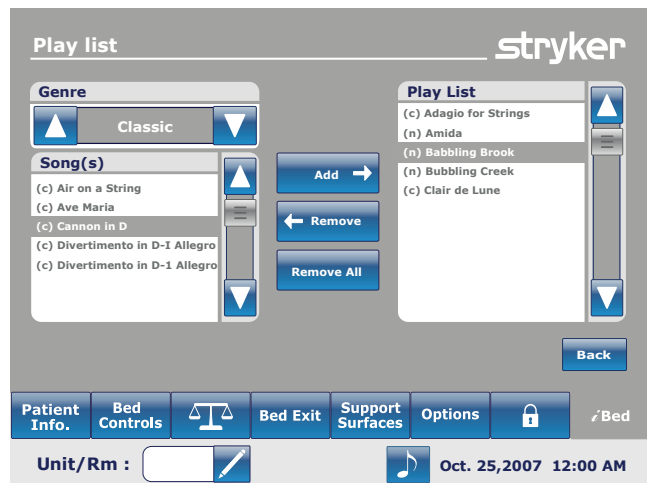 Play list
stryker
Genre
Classic
Song(s)
(c) Air on a String
(c) Ave Maria
(c) Cannon in D
(c) Divertimento in D-I Allegro
(c) Divertimento in D-1 Allegro
Add
Remove
Remove All
Play List
(c) Adagio for Strings
(n) Amida
(n) Babbling Brook
(n) Bubbling Creek
(c) Clair de Lune
Back
Patient
Info.
Bed
Controls
Bed Exit
Support
Surfaces
Options
iBed
Unit/Rm :
Oct. 25,2007 12:00 AM